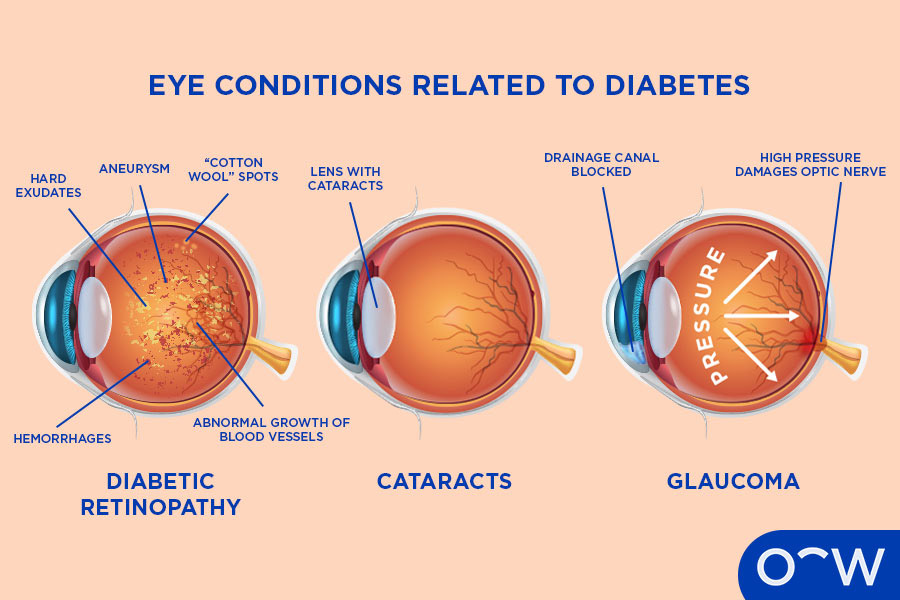 EYE CONDITIONS RELATED TO DIABETES
HARD
EXUDATES
ANEURYSM
“COTTON
WOOL” SPOTS
HEMORRHAGES
ABNORMAL GROWTH OF
BLOOD VESSELS
DIABETIC
RETINOPATHY
LENS WITH
CATARACTS
CATARACTS
DRAINAGE CANAL
BLOCKED
HIGH PRESSURE
DAMAGES OPTIC NERVE
PRESSURE
GLAUCOMA